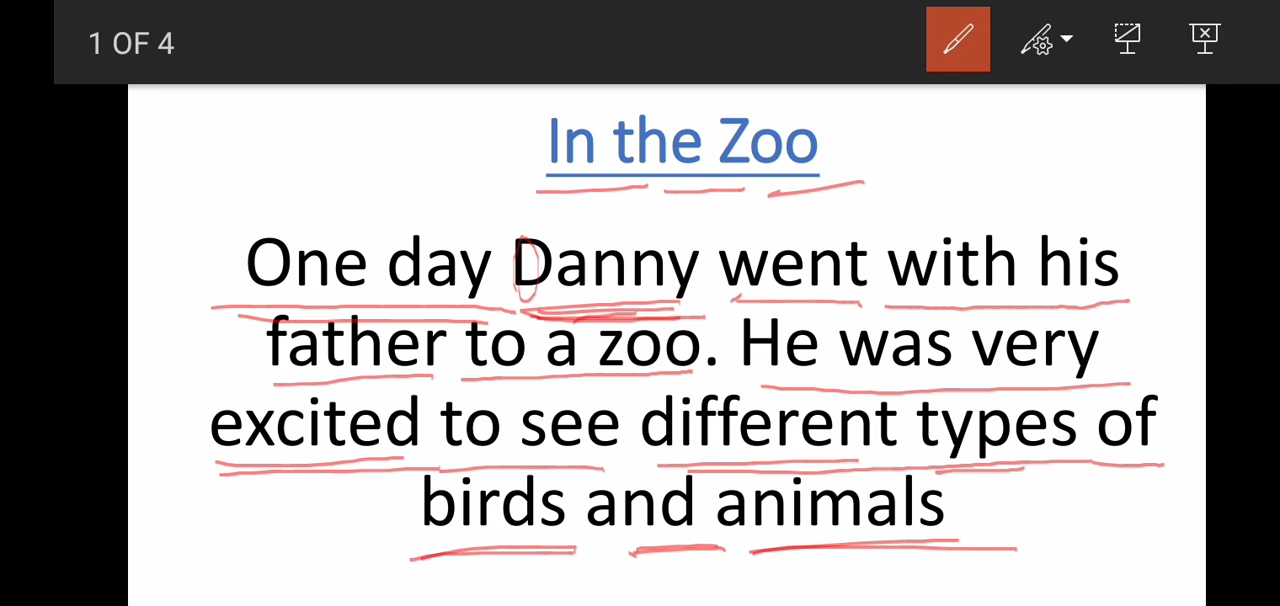 1 OF 4
In the Zoo
One day Danny went with his
father to a zoo. He was very
excited to see different types of
birds and animals